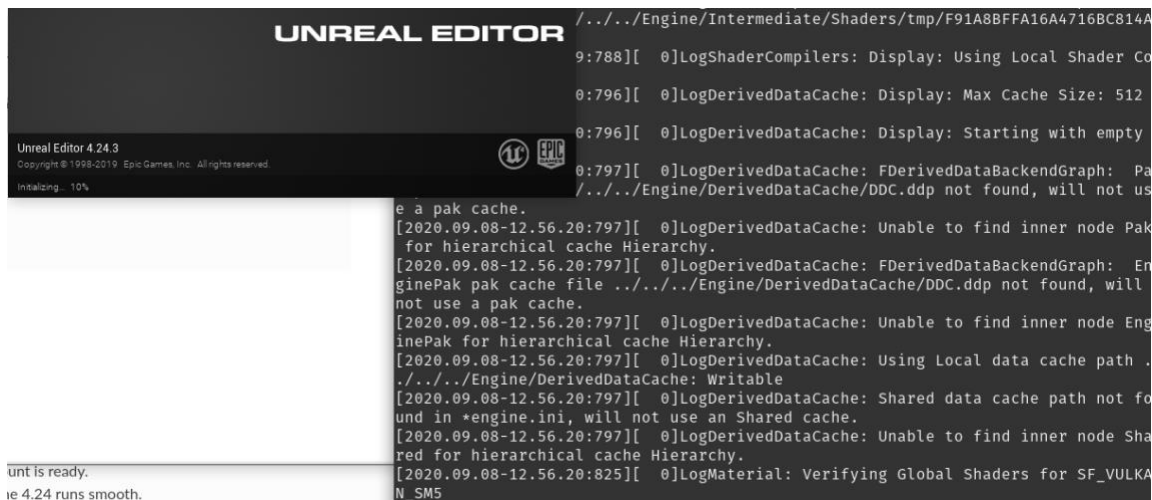 UNREAL EDITOR
Unreal Editor 4.24.3
Copyright © 1998-2019 Epic Games, Inc. All rights reserved.
Initializing... 10%
EPIC
GAMES
/../../Engine/Intermediate/Shaders/tmp/F91A8BFFA16A4716BC814A
9:788][  0]LogShaderCompilers: Display: Using Local Shader Co
0:796][  0]LogDerivedDataCache: Display: Max Cache Size: 512
0:796][  0]LogDerivedDataCache: Display: Starting with empty
0:797][  0]LogDerivedDataCache: FDerivedDataBackendGraph:  Pa
/../../Engine/DerivedDataCache/DDC.ddp not found, will not us
e a pak cache.
[2020.09.08-12.56.20:797][  0]LogDerivedDataCache: Unable to find inner node Pak
 for hierarchical cache Hierarchy.
[2020.09.08-12.56.20:797][  0]LogDerivedDataCache: FDerivedDataBackendGraph:  En
ginePak pak cache file ../../../Engine/DerivedDataCache/DDC.ddp not found, will
not use a pak cache.
[2020.09.08-12.56.20:797][  0]LogDerivedDataCache: Unable to find inner node Eng
inePak for hierarchical cache Hierarchy.
[2020.09.08-12.56.20:797][  0]LogDerivedDataCache: Using Local data cache path .
./../../Engine/DerivedDataCache: Writable
[2020.09.08-12.56.20:797][  0]LogDerivedDataCache: Shared data cache path not fo
und in *engine.ini, will not use an Shared cache.
[2020.09.08-12.56.20:797][  0]LogDerivedDataCache: Unable to find inner node Sha
red for hierarchical cache Hierarchy.
[2020.09.08-12.56.20:825][  0]LogMaterial: Verifying Global Shaders for SF_VULKA
N_SM5
unt is ready.
ne 4.24 runs smooth.